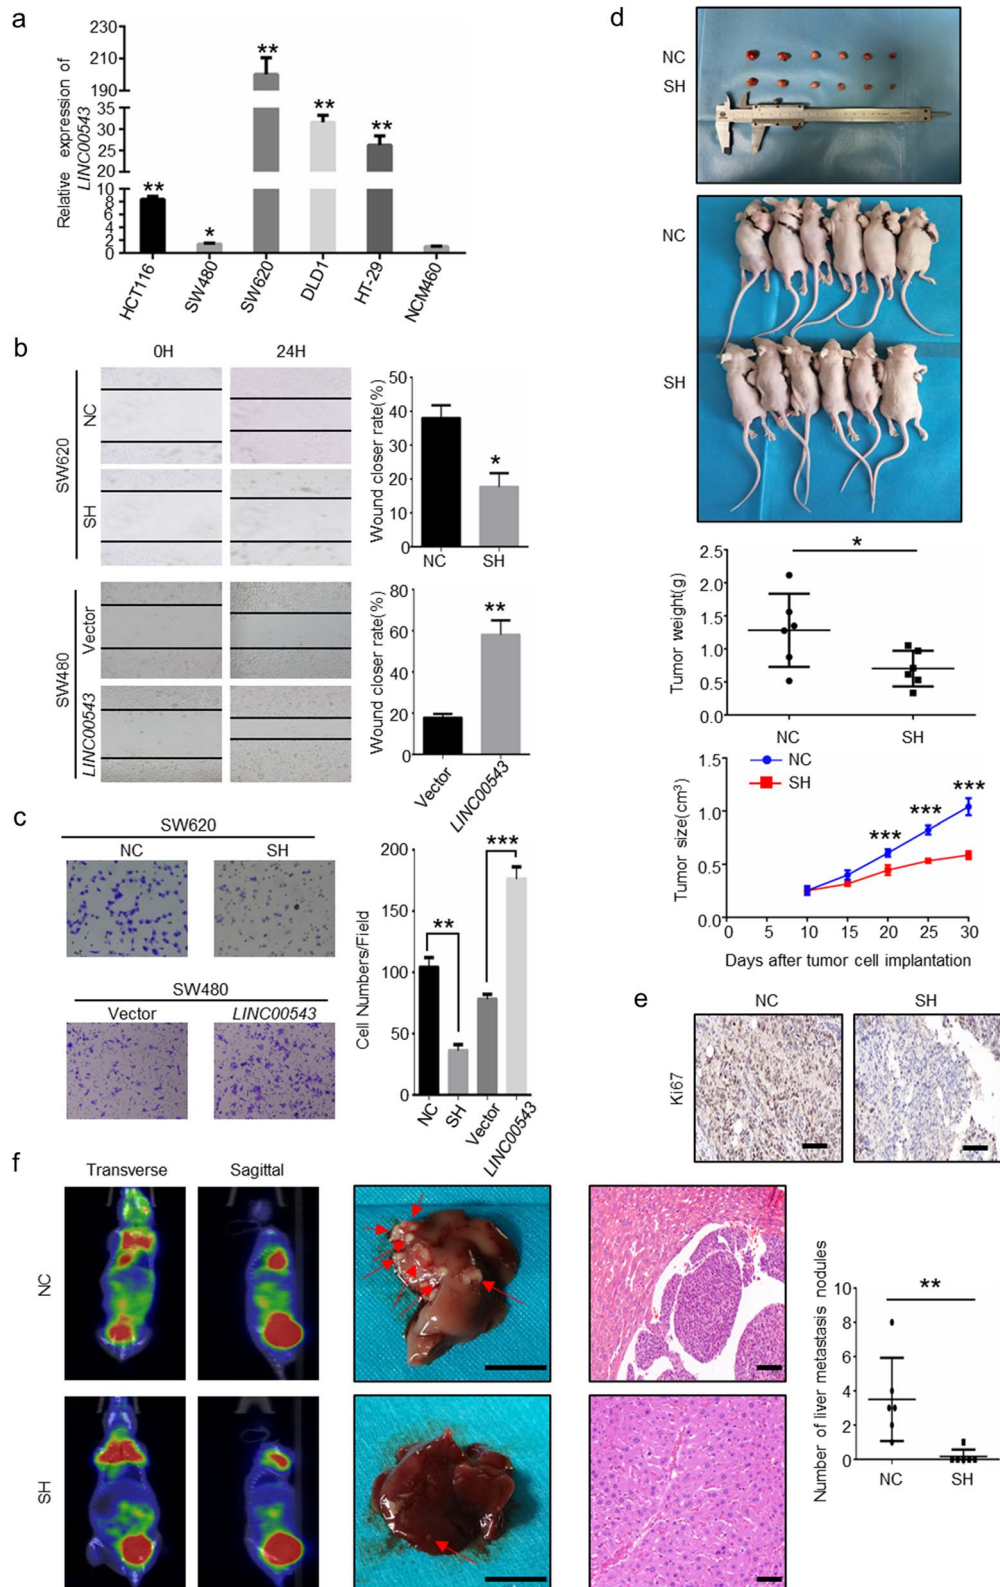 a
Relative expression of
LINC00543
230
210
190
35
30
25
20
10
8
6
4
2
0
**
*
**
**
**
HCT116
SW480
SW620
DLD1
HT-29
NCM460
b
0H
24H
SW620
NC
SH
SW480
Vector
LINC00543
Wound closer rate(%)
50
40
30
20
10
0
*
NC
SH
Wound closer rate(%)
80
60
40
20
0
**
Vector
LINC00543
c
SW620
NC
SH
SW480
Vector
LINC00543
Cell Numbers/Field
200
150
100
50
0
**
***
NC
SH
Vector
LINC00543
d
NC
SH
NC
SH
Tumor weight(g)
2.5
2.0
1.5
1.0
0.5
0.0
*
NC
SH
Tumor size(cm3)
1.5
1.0
0.5
0.0
NC
SH
***
***
***
0
5
10
15
20
25
30
Days after tumor cell implantation
e
NC
SH
Ki67
f
Transverse
Sagittal
NC
SH
Number of liver metastasis nodules
10
8
6
4
2
0
**
NC
SH